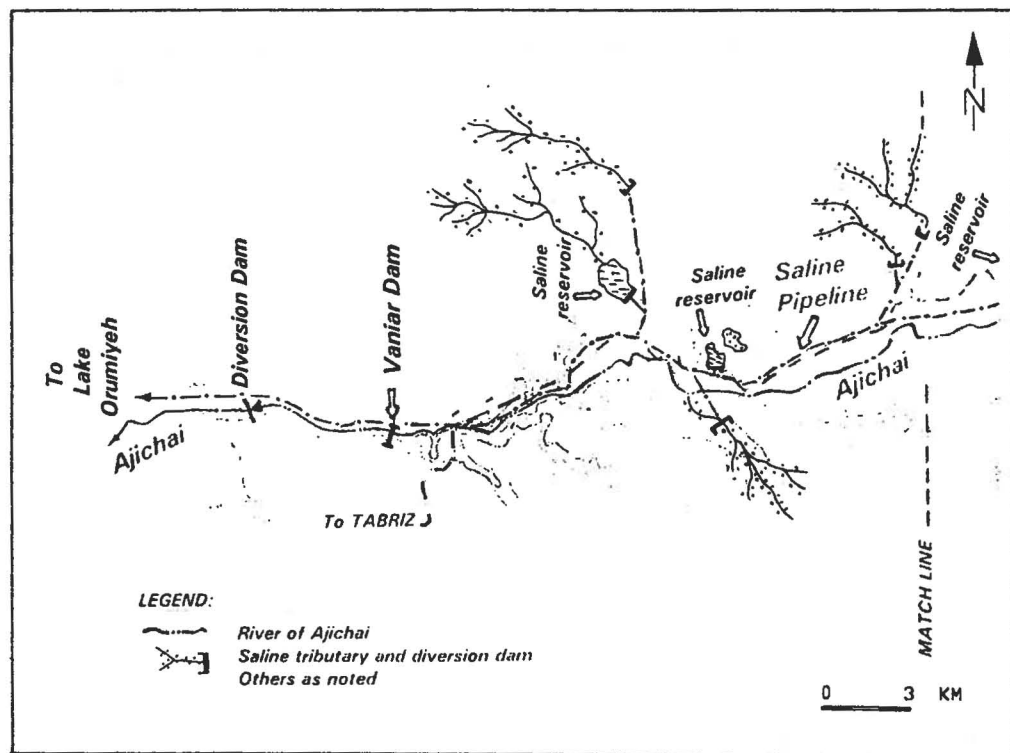 N
Saline
reservoir
Saline
reservoir
Saline
reservoir
Saline
Pipeline
Vaniar Dam
Diversion Dam
To
Lake
Orumiyeh
Ajichai
Ajichai
To TABRIZ
MATCH LINE
LEGEND:
River of Ajichai
Saline tributary and diversion dam
Others as noted
0 3 KM